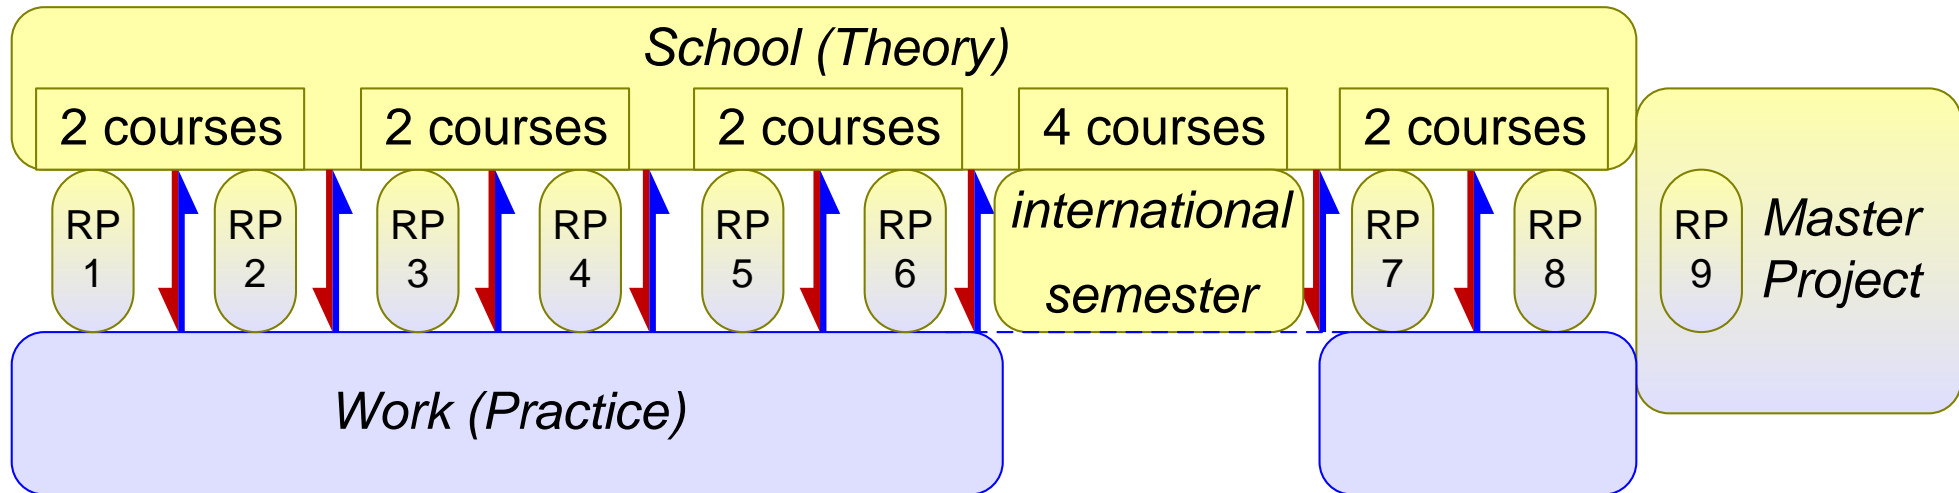 School (Theory)
2 courses
2 courses
2 courses
4 courses
2 courses
RP
1
RP
2
RP
3
RP
4
RP
5
RP
6
international
semester
RP
7
RP
8
RP
9
Master
Project
Work (Practice)